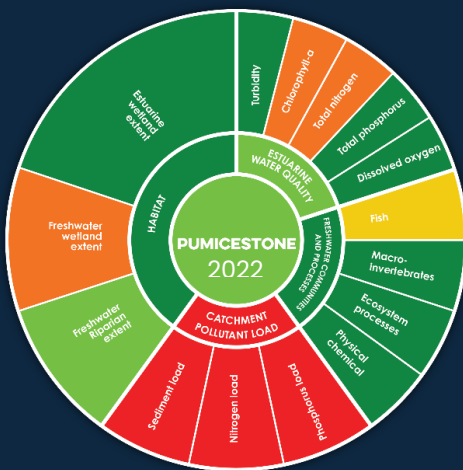 PUMICESTONE
2022
ESTUARINE
WATER QUALITY
Turbidity
Chlorophyll-a
Total nitrogen
Total phosphorus
Dissolved oxygen
FRESHWATER COMMUNITIES
AND PROCESSES
Fish
Macro-
invertebrates
Ecosystem
processes
Physical
chemical
CATCHMENT
POLLUTANT LOAD
Phosphorus load
Nitrogen load
Sediment load
HABITAT
Freshwater
Riparian
extent
Freshwater
wetland
extent
Estuarine
wetland
extent